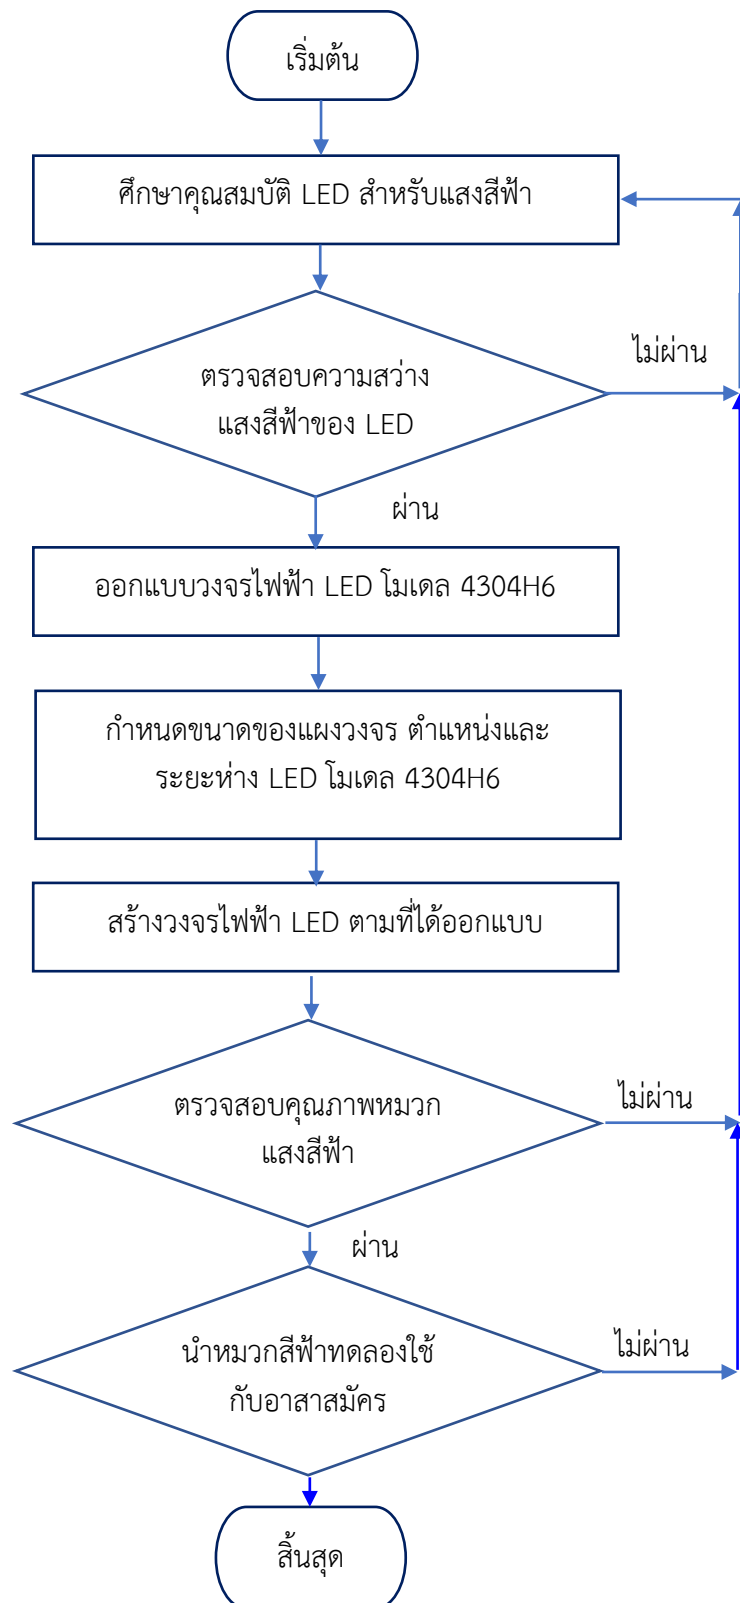 เริ่มต้น
ศึกษาคุณสมบัติ LED สำหรับแสงสีฟ้า
ไม่ผ่าน
ตรวจสอบความสว่าง
แสงสีฟ้าของ LED
ผ่าน
ออกแบบวงจรไฟฟ้า LED โมเดล 4304H6
กำหนดขนาดของแผงวงจร ตำแหน่งและ
ระยะห่าง LED โมเดล 4304H6
สร้างวงจรไฟฟ้า LED ตามที่ได้ออกแบบ
ไม่ผ่าน
ตรวจสอบคุณภาพหมวก
แสงสีฟ้า
ผ่าน
ไม่ผ่าน
นำหมวกสีฟ้าทดลองใช้
กับอาสาสมัคร
สิ้นสุด